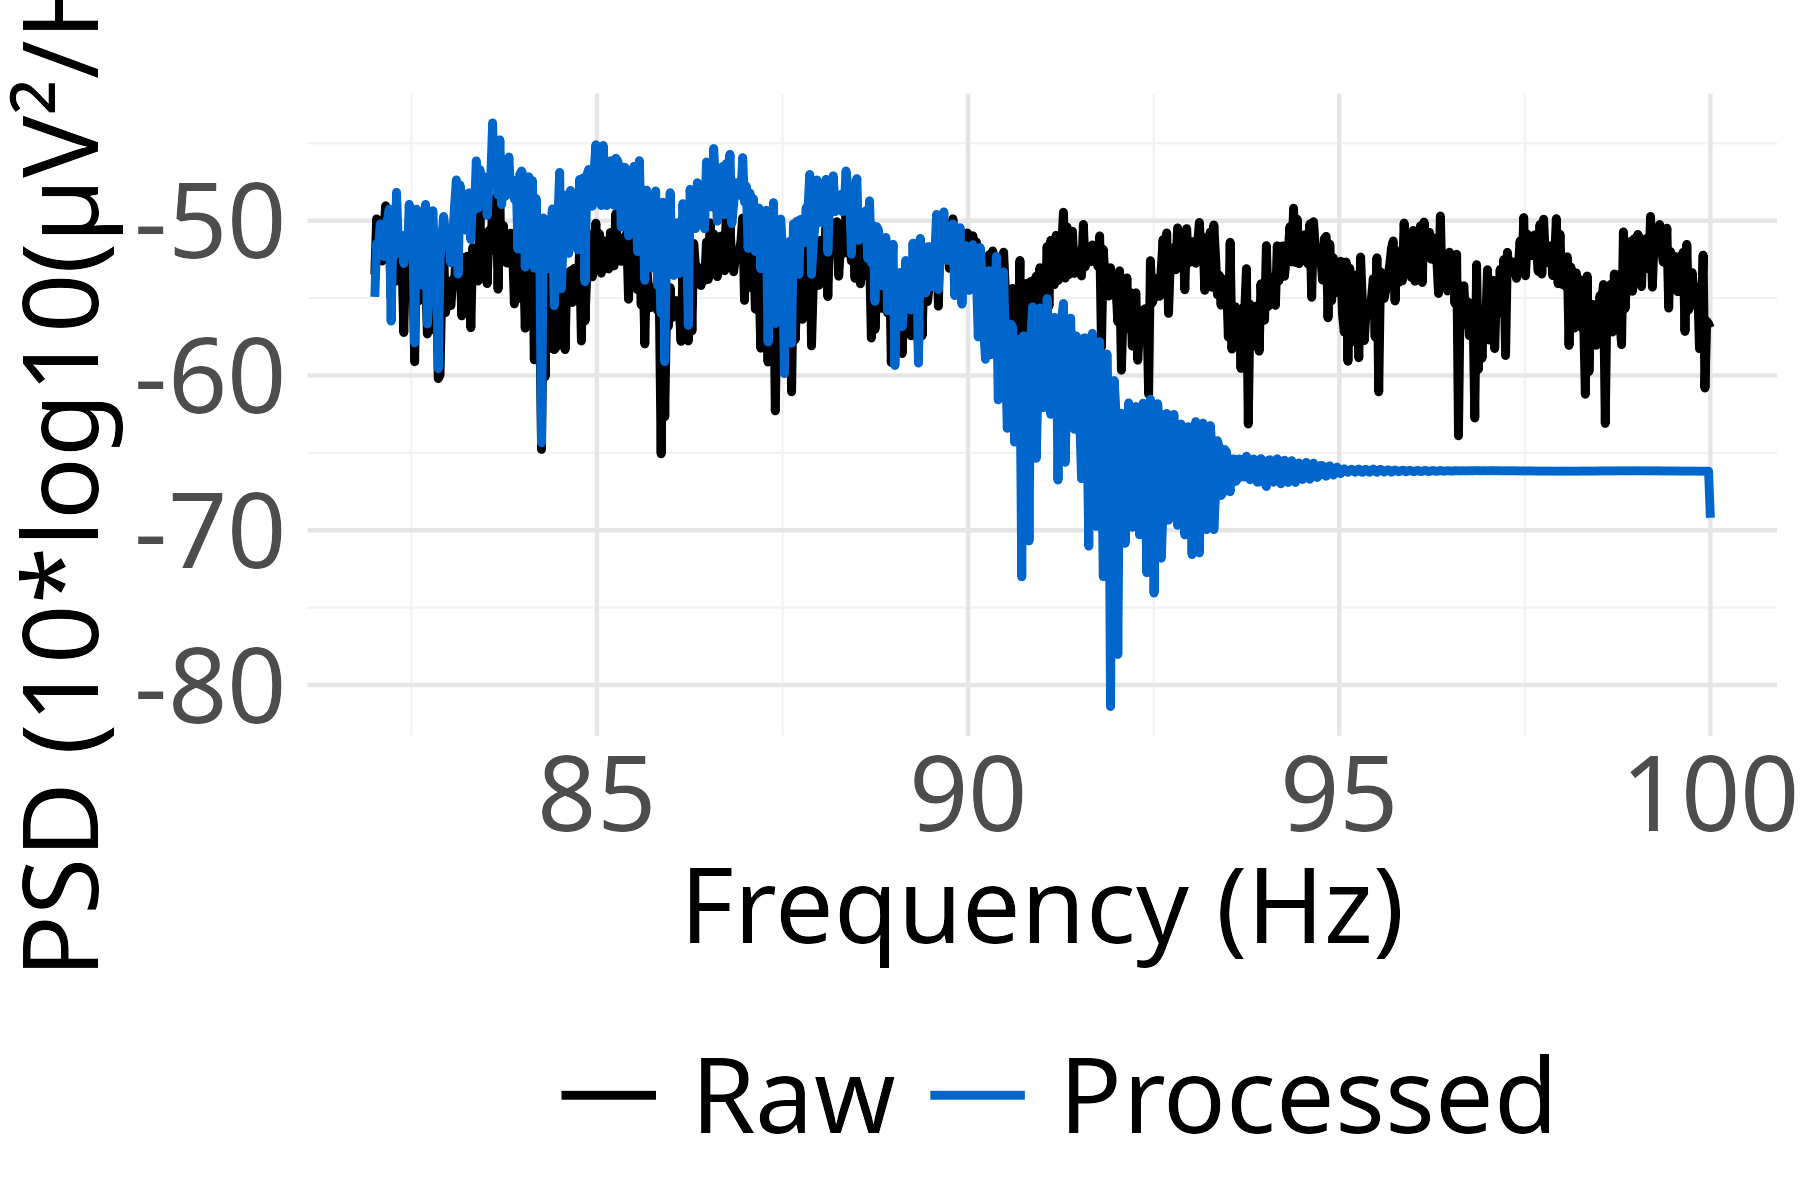 PSD (10*log10(µV²/H
-50
-60
-70
-80
85 90 95 100
Frequency (Hz)
Raw Processed